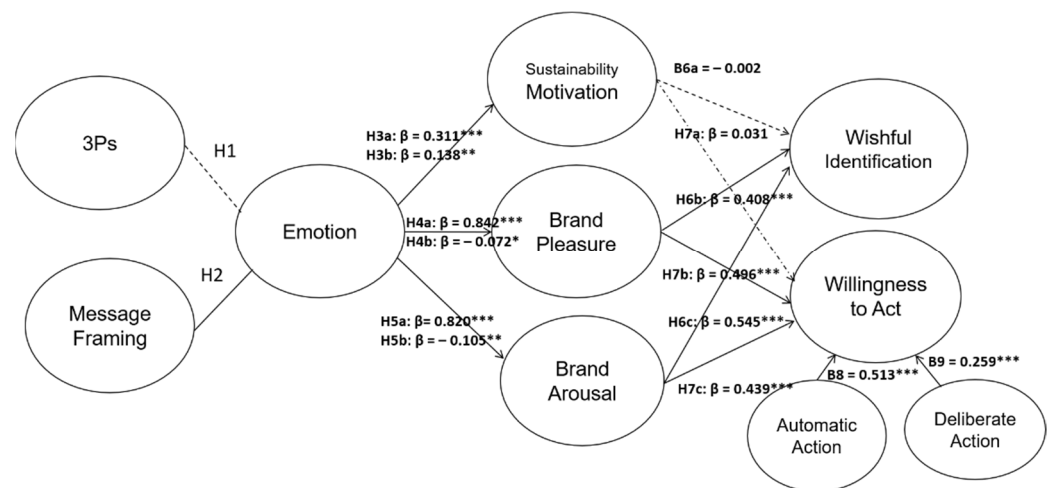 3Ps
H1
Message
Framing
H2
Emotion
H3a: β = 0.311***
H3b: β = 0.138**
H4a: β = 0.842***
H4b: β = – 0.072*
H5a: β= 0.820***
H5b: β = – 0.105**
Sustainability
Motivation
Brand
Pleasure
Brand
Arousal
B6a = – 0.002
H7a: β = 0.031
H6b: β = 0.408***
H7b: β = 0.496***
H6c: β = 0.545***
H7c: β = 0.439***
Wishful
Identification
Willingness
to Act
B8 = 0.513***
B9 = 0.259***
Automatic
Action
Deliberate
Action